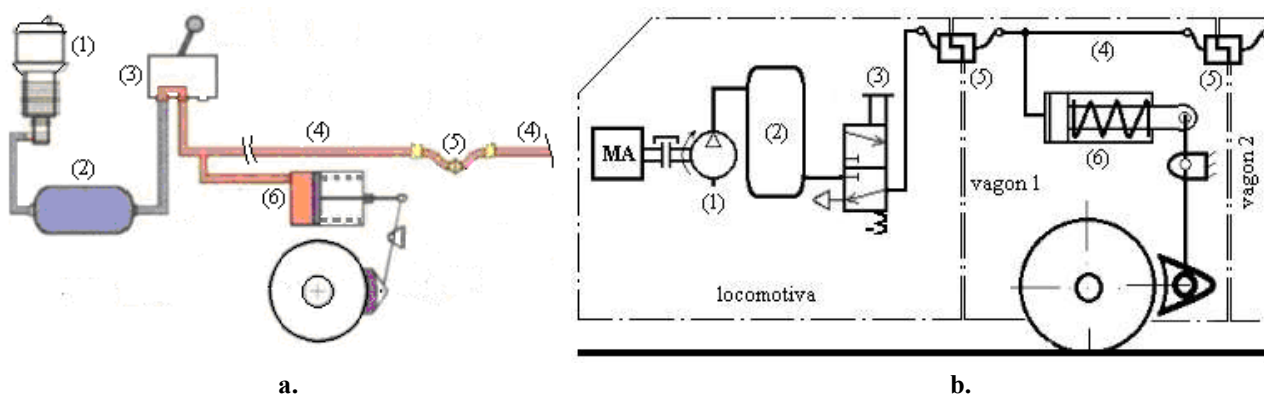 (1)
(3)
(2)
(4)
(5)
(4)
(6)
a.
MA
(1)
(2)
(3)
(5)
(4)
(5)
(6)
vagon 1
vagon 2
locomotiva
b.